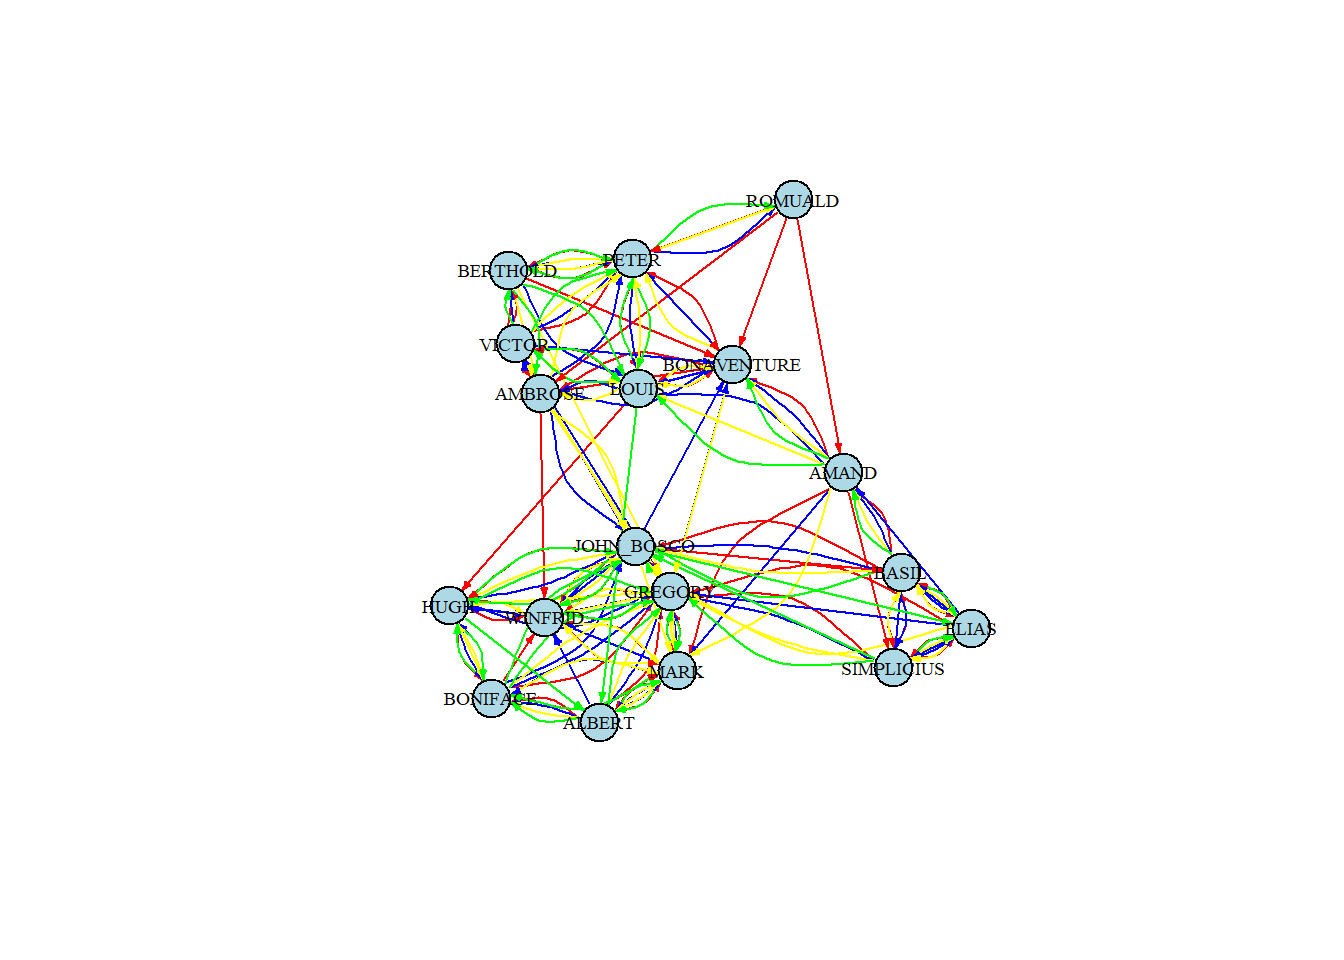 ROMUALD
PETER
BERTHOLD
VICTOR
BONAVENTURE
AMBROSE
LOUIS
AMAND
JOHN_BOSCO
BASIL
GREGORY
HUGH
WINFRID
ELIAS
MARK
SIMPLICIUS
BONIFACE
ALBERT